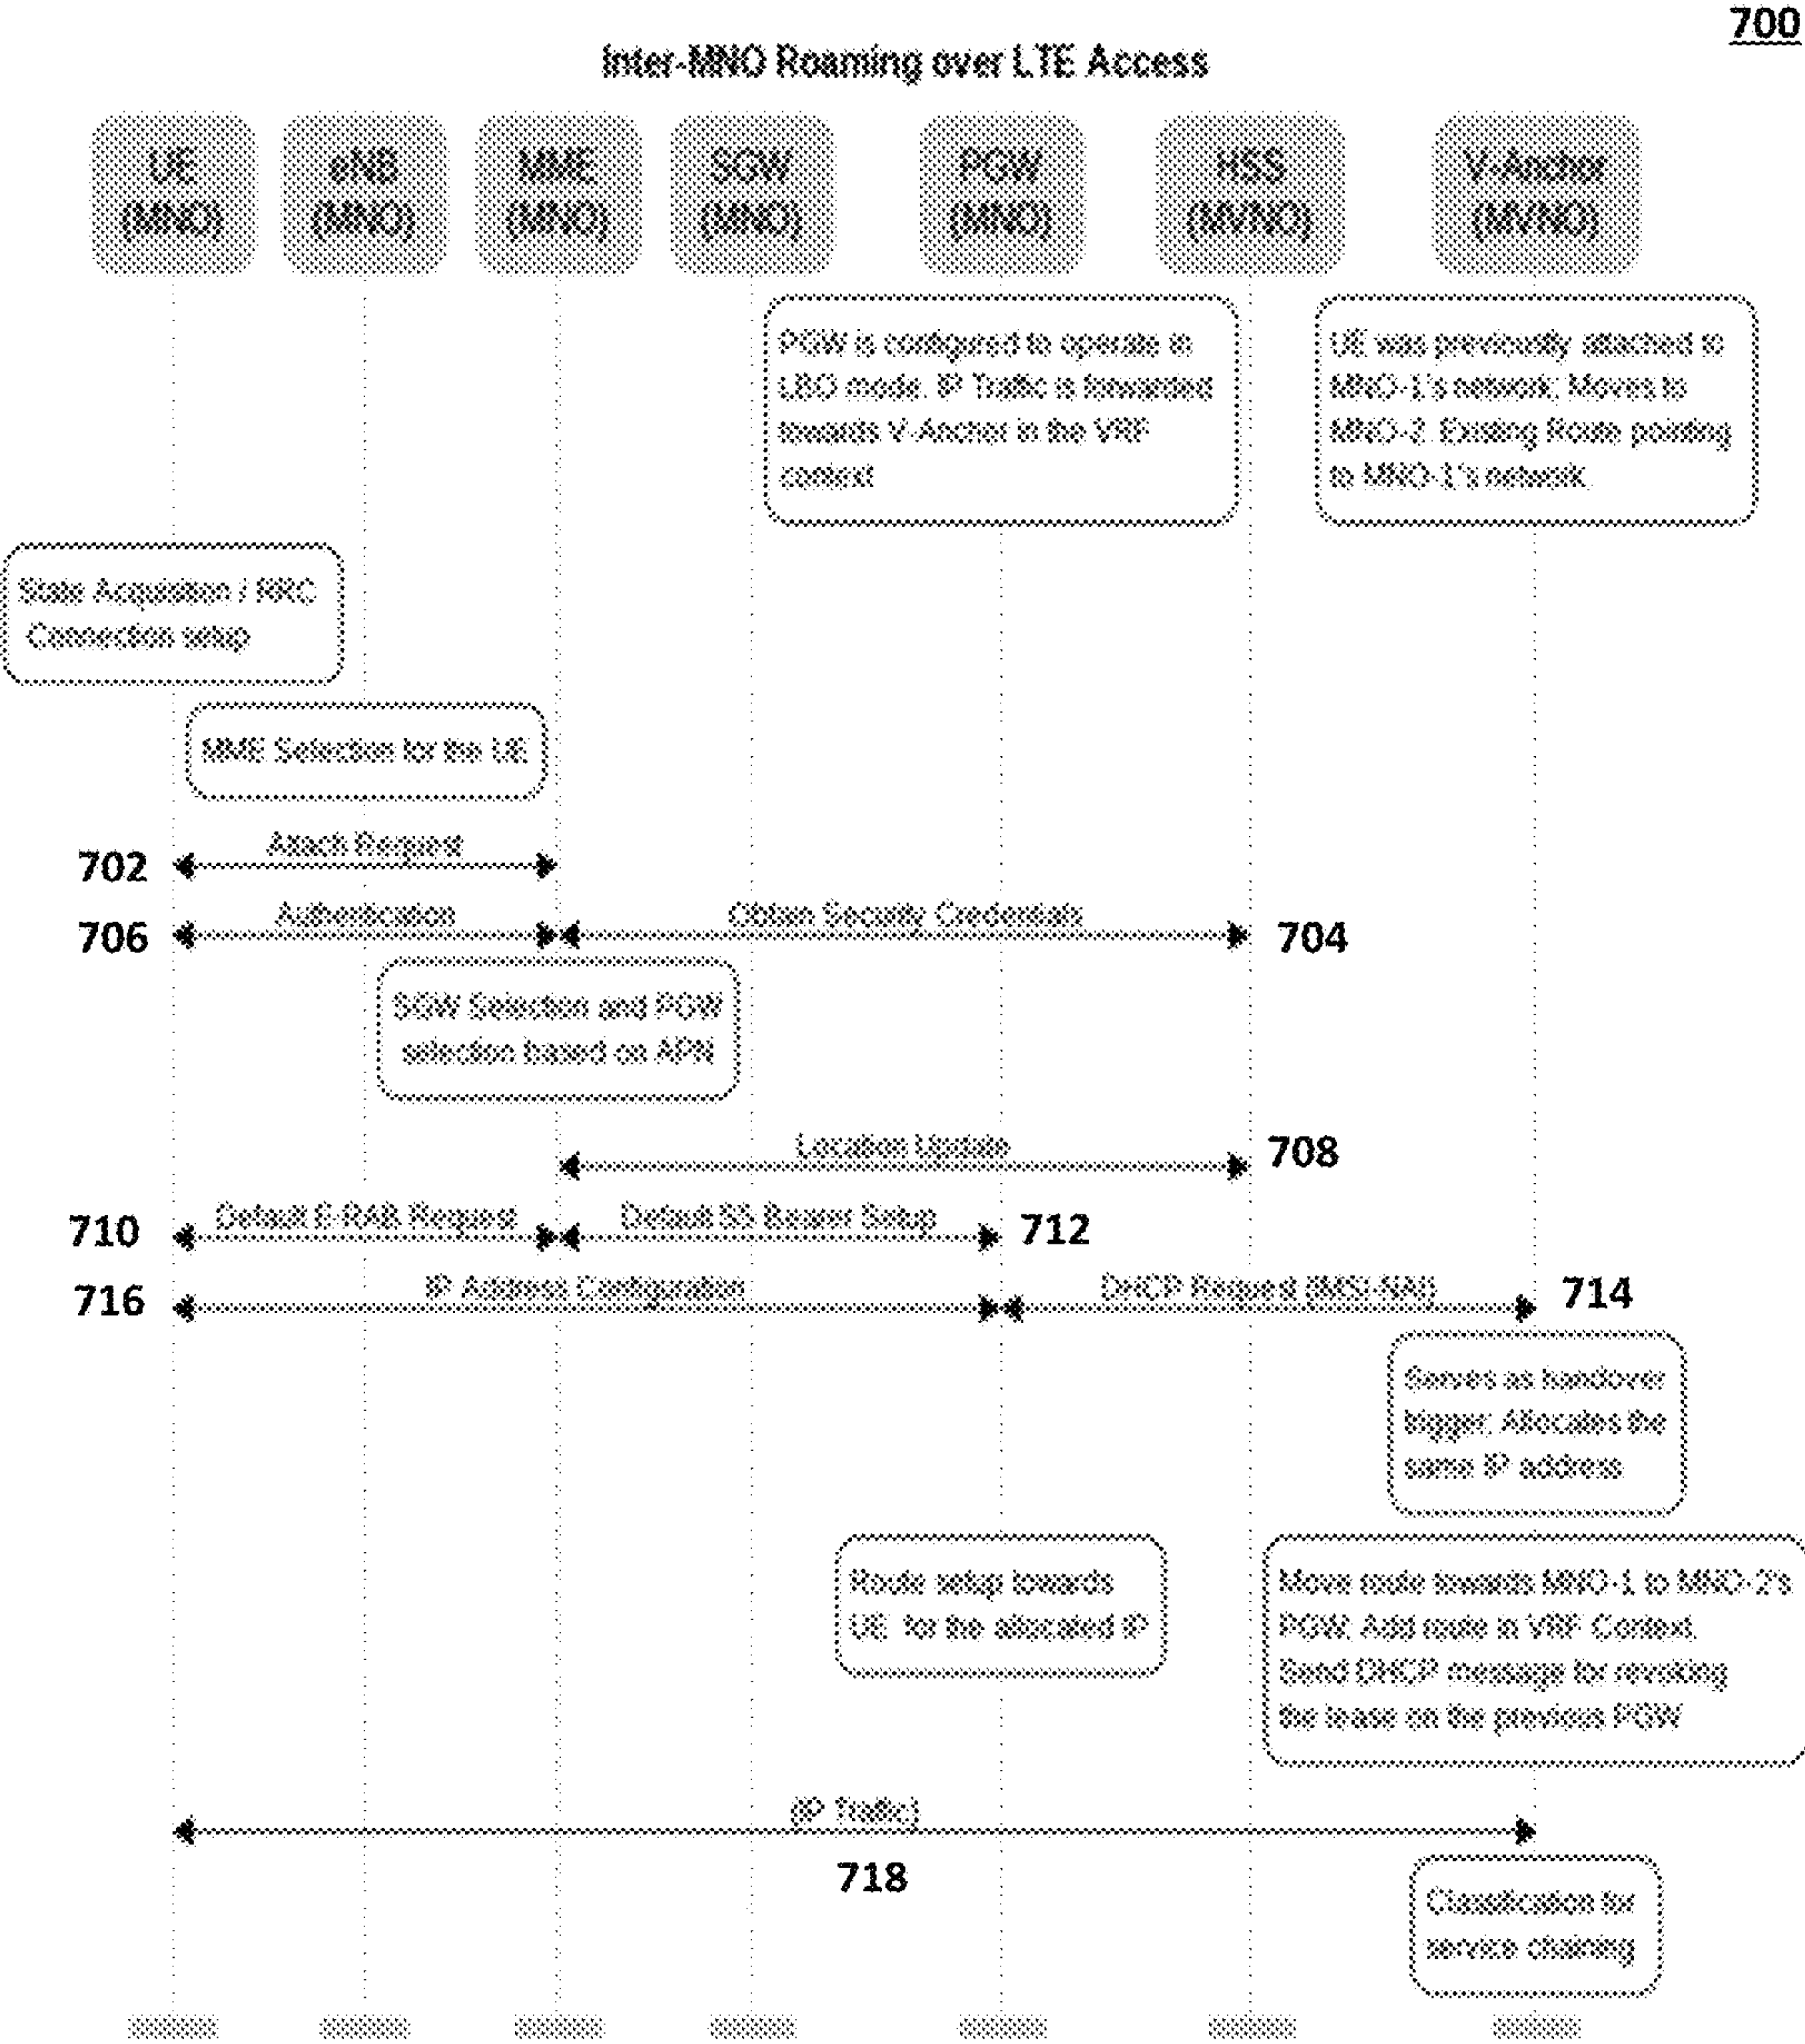 700
Inter-MNO Roaming over LTE Access
UE
(MNO)
eNB
(MNO)
MME
(MNO)
SGW
(MNO)
PGW
(MNO)
HSS
(MVNO)
V-Anchor
(MVNO)
PGW is configured to operate in
LBO mode. IP Traffic is forwarded
towards V-Anchor in the VRF
context
UE was previously attached to
MNO-1's network; Moves to
MNO-2. Existing Route pointing
to MNO-1's network.
State Acquisition / RRC
Connection setup
MME Selection for the UE
Attach Request
702
Authentication
706
Obtain Security Credentials
704
SGW Selection and PGW
selection based on APN
Location Update
708
Default E-RAB Request
710
Default S5 Bearer Setup
712
IP Address Configuration
716
DHCP Request (IMSI-NAI)
714
Serves as handover
trigger; Allocates the
same IP address
Route setup towards
UE for the allocated IP
Move route towards MNO-1 to MNO-2's
PGW; Add route in VRF Context.
Send DHCP message for revoking
the lease on the previous PGW
(IP Traffic)
718
Classification for
service chaining